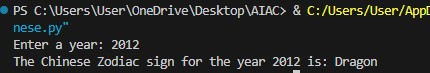 PS C:\Users\User\OneDrive\Desktop\AIAC> & C:/Users/User/AppD
nese.py"
Enter a year: 2012
The Chinese Zodiac sign for the year 2012 is: Dragon